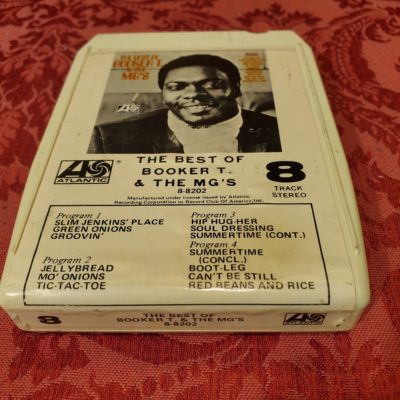 THE BEST OF
BOOKER T.
& THE
MG'S
ATLANTIC
THE BEST OF
BOOKER T.
& THE MG'S
8-8202
8
TRACK
STEREO
Manufactured under license issued by Atlantic
Recording Corporation to Record Club Of America, Inc.
Program 1
SLIM JENKINS' PLACE
GREEN ONIONS
GROOVIN'
Program 2
JELLYBREAD
MO' ONIONS
TIC-TAC-TOE
Program 3
HIP HUG-HER
SOUL DRESSING
SUMMERTIME (CONT.)
Program 4
SUMMERTIME
(CONCL.)
BOOT-LEG
CAN'T BE STILL
RED BEANS AND RICE
8
THE BEST OF
BOOKER T. & THE MG'S
8-8202
ATLANTIC